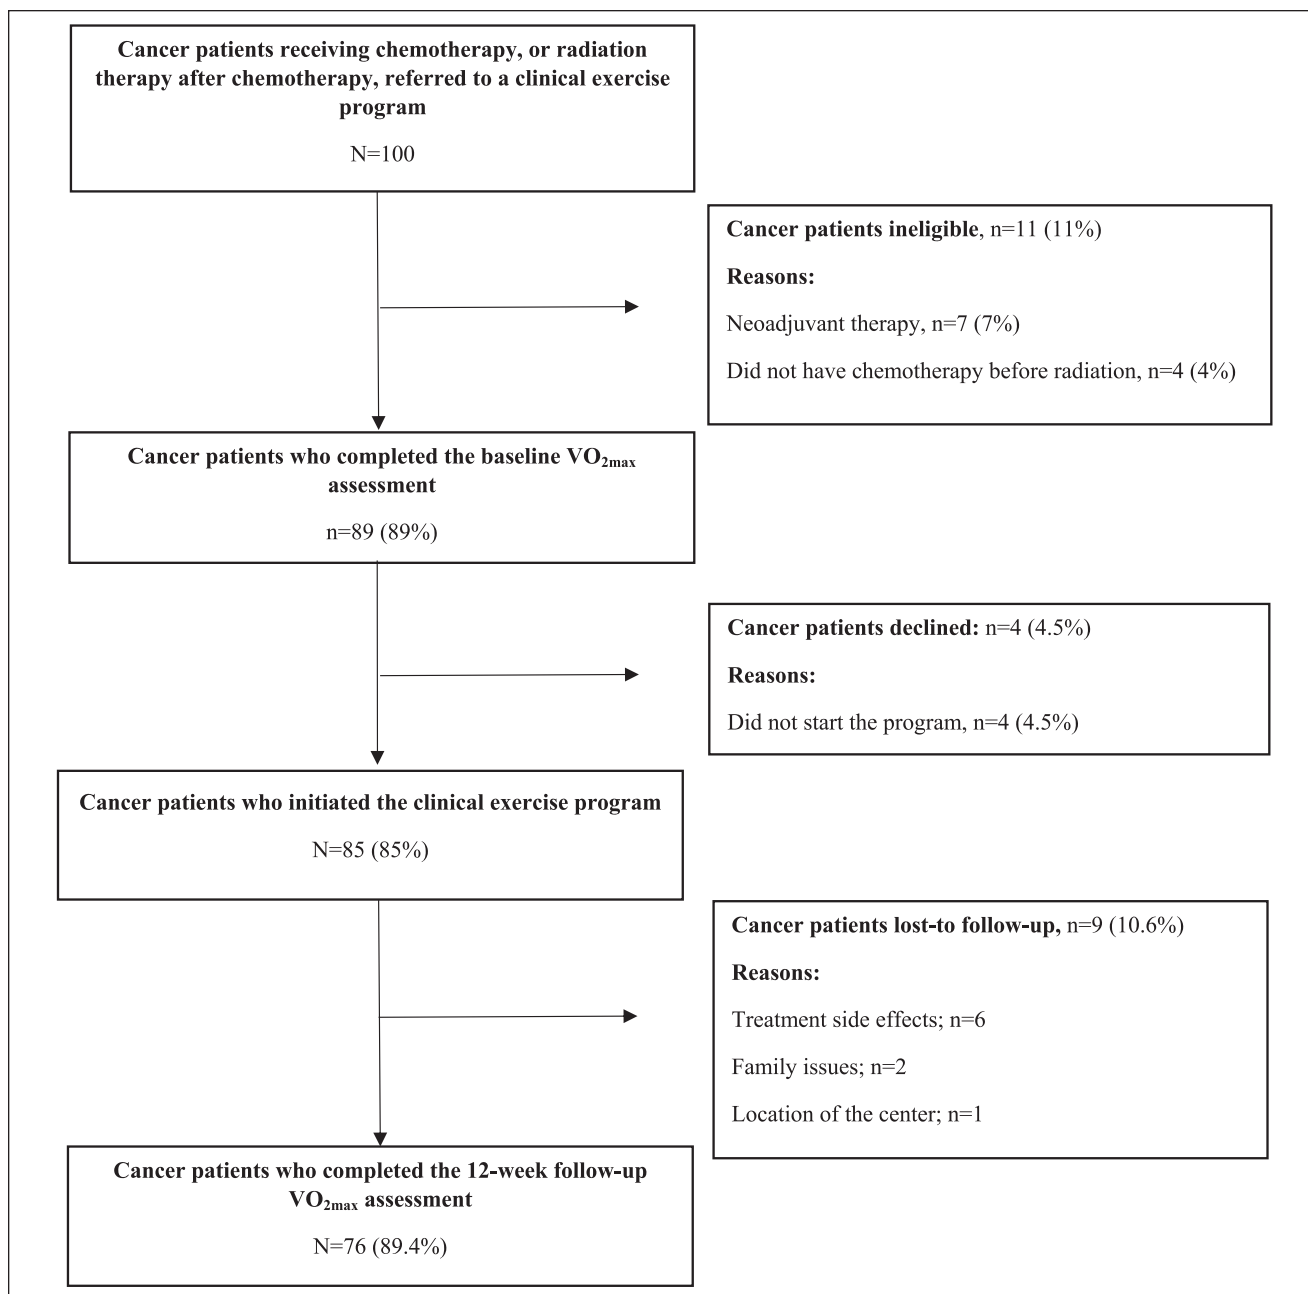 Cancer patients receiving chemotherapy, or radiation
therapy after chemotherapy, referred to a clinical exercise
program
N=100
Cancer patients ineligible, n=11 (11%)
Reasons:
Neoadjuvant therapy, n=7 (7%)
Did not have chemotherapy before radiation, n=4 (4%)
Cancer patients who completed the baseline VO2max
assessment
n=89 (89%)
Cancer patients declined: n=4 (4.5%)
Reasons:
Did not start the program, n=4 (4.5%)
Cancer patients who initiated the clinical exercise program
N=85 (85%)
Cancer patients lost-to follow-up, n=9 (10.6%)
Reasons:
Treatment side effects; n=6
Family issues; n=2
Location of the center; n=1
Cancer patients who completed the 12-week follow-up
VO2max assessment
N=76 (89.4%)